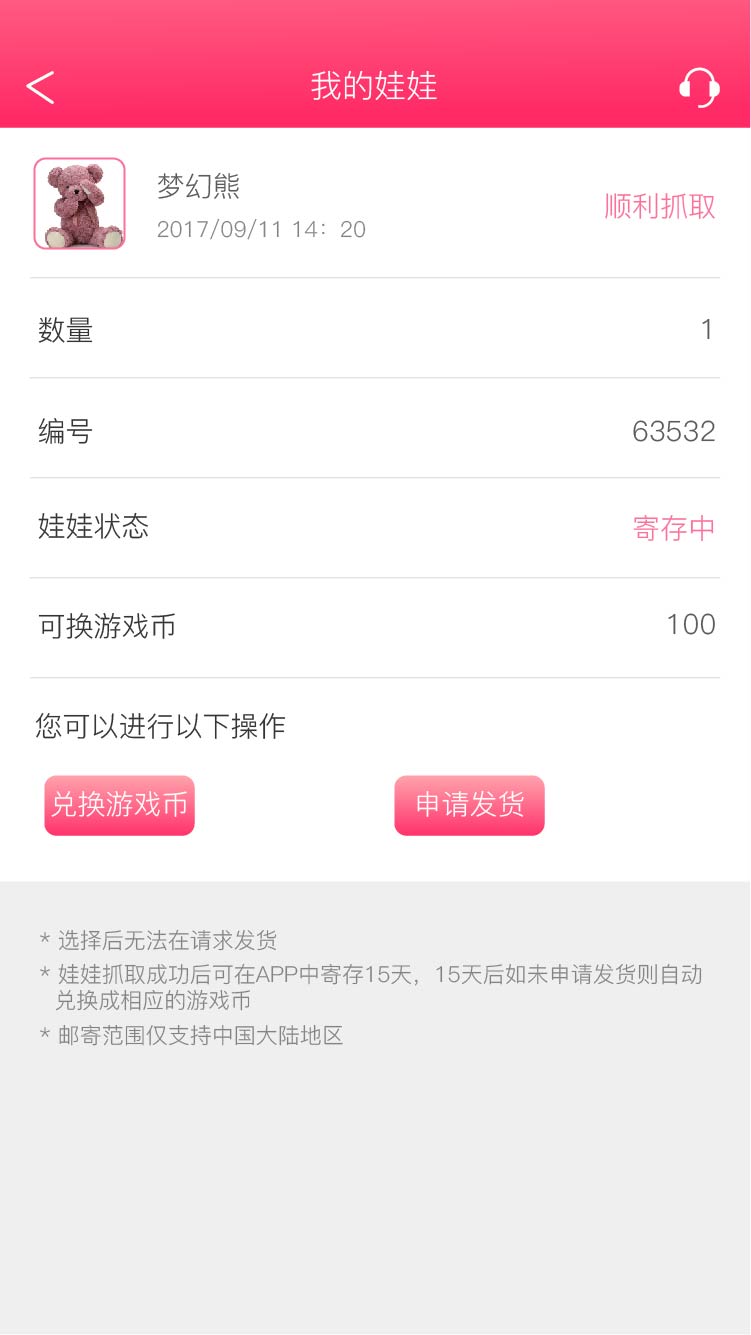 我的娃娃
梦幻熊
2017/09/11 14：20
顺利抓取
数量
1
编号
63532
娃娃状态
寄存中
可换游戏币
100
您可以进行以下操作
兑换游戏币
申请发货
* 选择后无法在请求发货
* 娃娃抓取成功后可在APP中寄存15天，15天后如未申请发货则自动
兑换成相应的游戏币
* 邮寄范围仅支持中国大陆地区